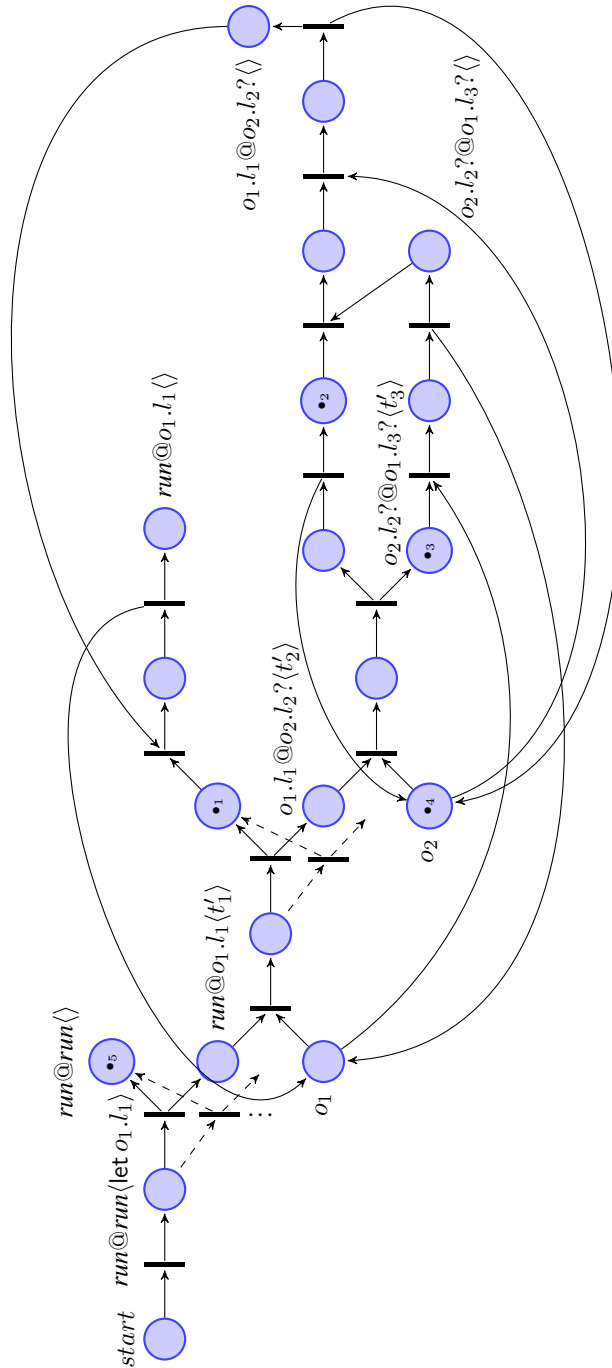 start
run@run⟨let o₁.l₁⟩
run@run⟨⟩
•₅
...
o₁
run@o₁.l₁⟨t′₁⟩
•₁
o₁.l₁@o₂.l₂?⟨t′₂⟩
•₄
o₂
run@o₁.l₁⟨⟩
•₃
o₂.l₂?@o₁.l₃?⟨t′₃⟩
•₂
o₁.l₁@o₂.l₂?⟨⟩
o₂.l₂?@o₁.l₃?⟨⟩